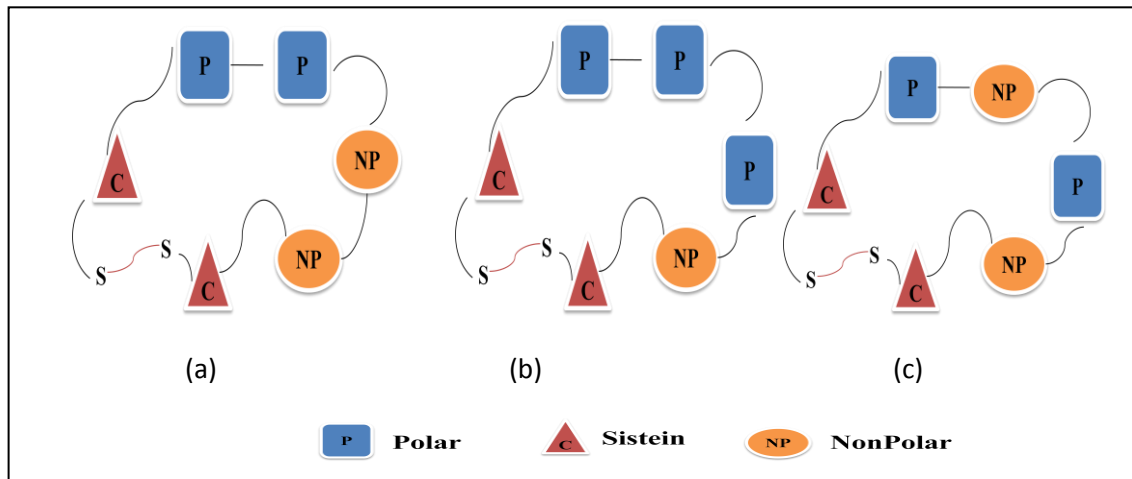 P P
NP
C
NP
C
S S
(a)
P P
P
C
NP
C
S S
(b)
P NP
P
C
NP
C
S S
(c)
P Polar
C Sistein
NP NonPolar